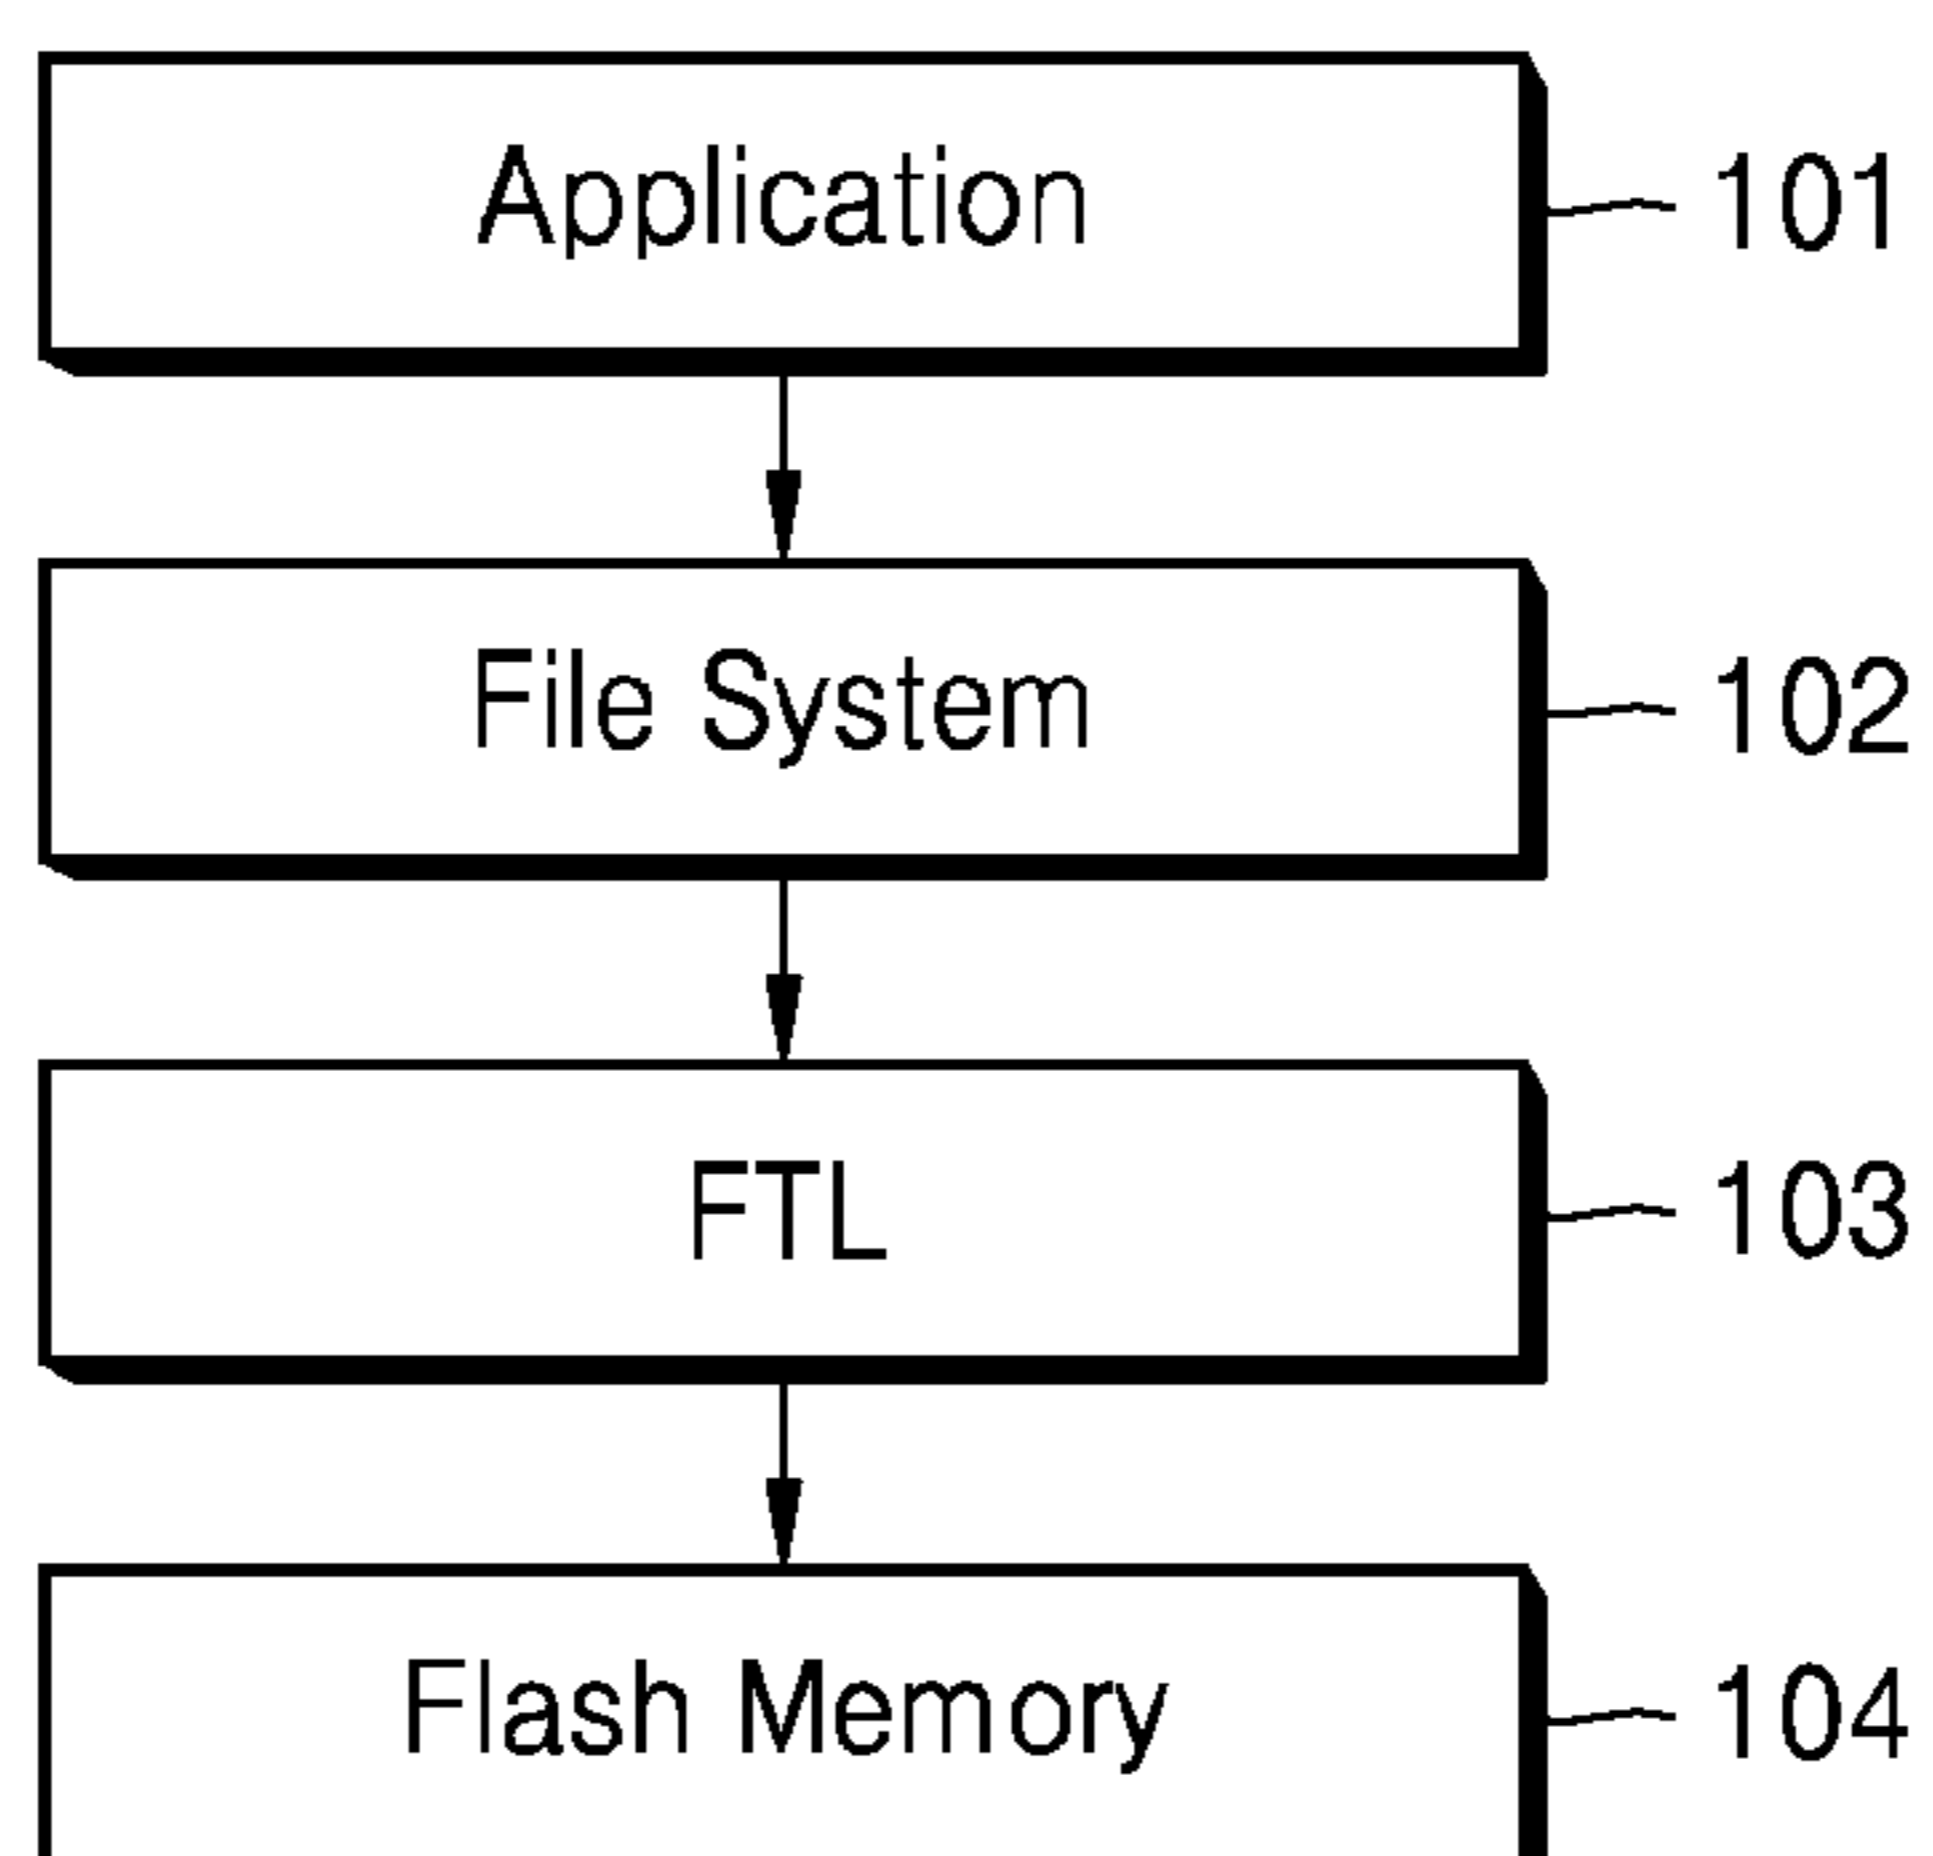 Application
101
File System
102
FTL
103
Flash Memory
104